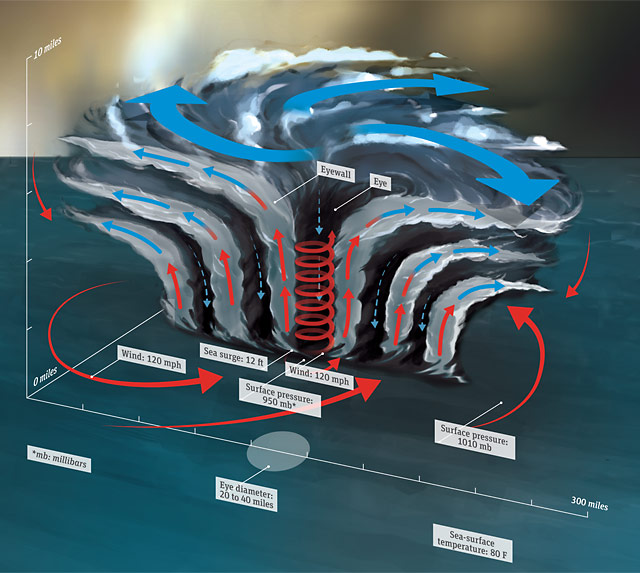 10 miles
Eyewall
Eye
Wind: 120 mph
Sea surge: 12 ft
Wind: 120 mph
Surface pressure:
950 mb*
0 miles
Surface pressure:
1010 mb
*mb: millibars
Eye diameter:
20 to 40 miles
300 miles
Sea-surface
temperature: 80 F